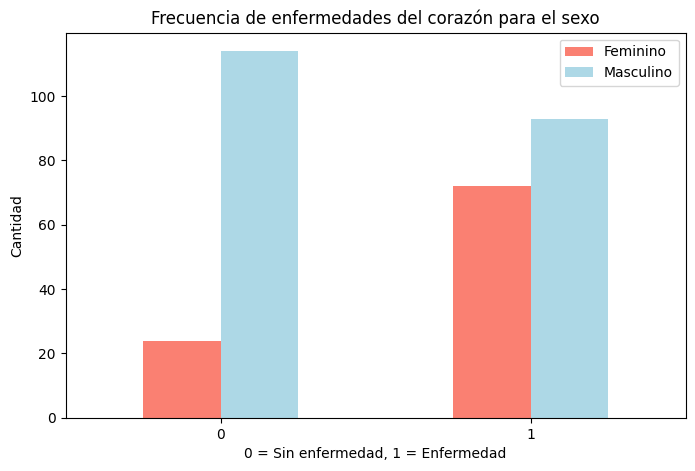 Frecuencia de enfermedades del corazón para el sexo
Feminino
Masculino
Cantidad
100
80
60
40
20
0
0 1
0 = Sin enfermedad, 1 = Enfermedad